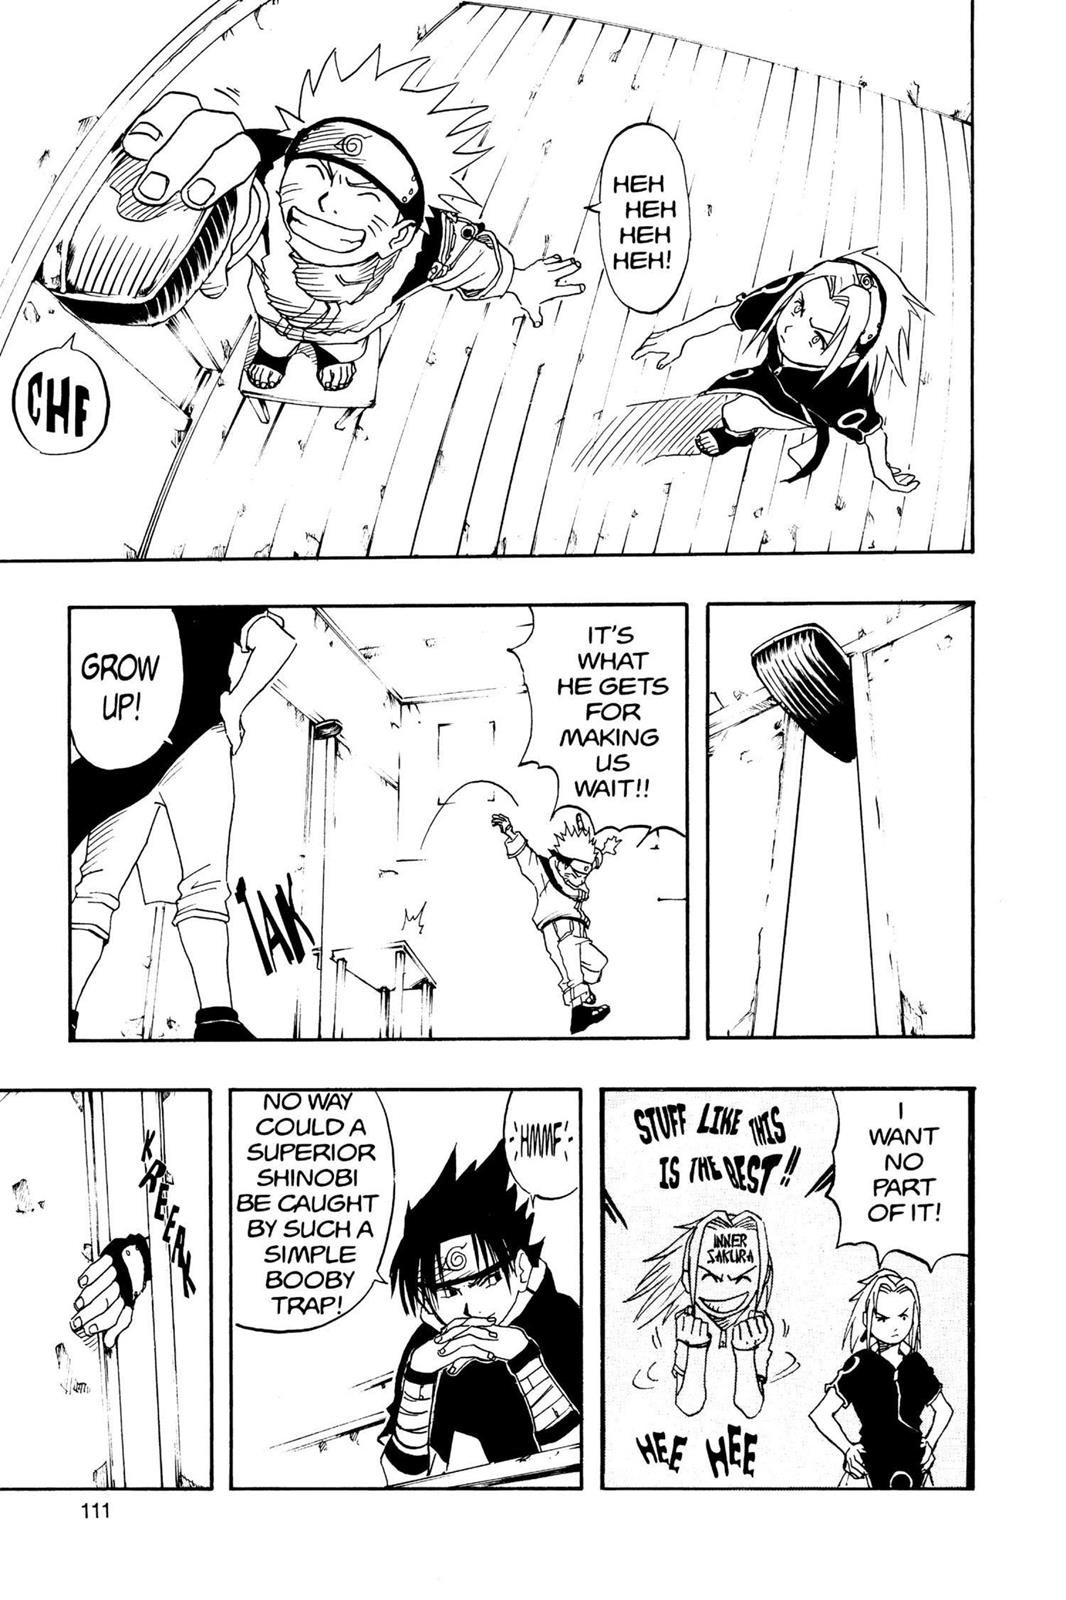 HEH
HEH
HEH
HEH!
CHF
IT'S
WHAT
HE GETS
FOR
MAKING
US
WAIT!!
GROW
UP!
TAK
I
WANT
NO
PART
OF IT!
STUFF LIKE THIS
IS THE BEST!!
INNER
SAKURA
HEE HEE
HMMF
NO WAY
COULD A
SUPERIOR
SHINOBI
BE CAUGHT
BY SUCH A
SIMPLE
BOOBY
TRAP!
KREEAK
111